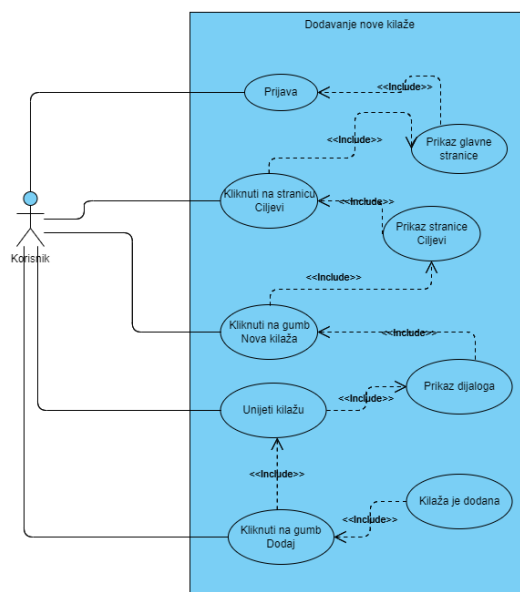 Dodavanje nove kilaže
Prijava
<<Include>>
<<Include>>
Prikaz glavne
stranice
Kliknuti na stranicu
Ciljevi
<<Include>>
Prikaz stranice
Ciljevi
Korisnik
<<Include>>
Kliknuti na gumb
Nova kilaža
<<Include>>
Prikaz dijaloga
Unijeti kilažu
<<Include>>
<<Include>>
Kilaža je dodana
<<Include>>
Kliknuti na gumb
Dodaj